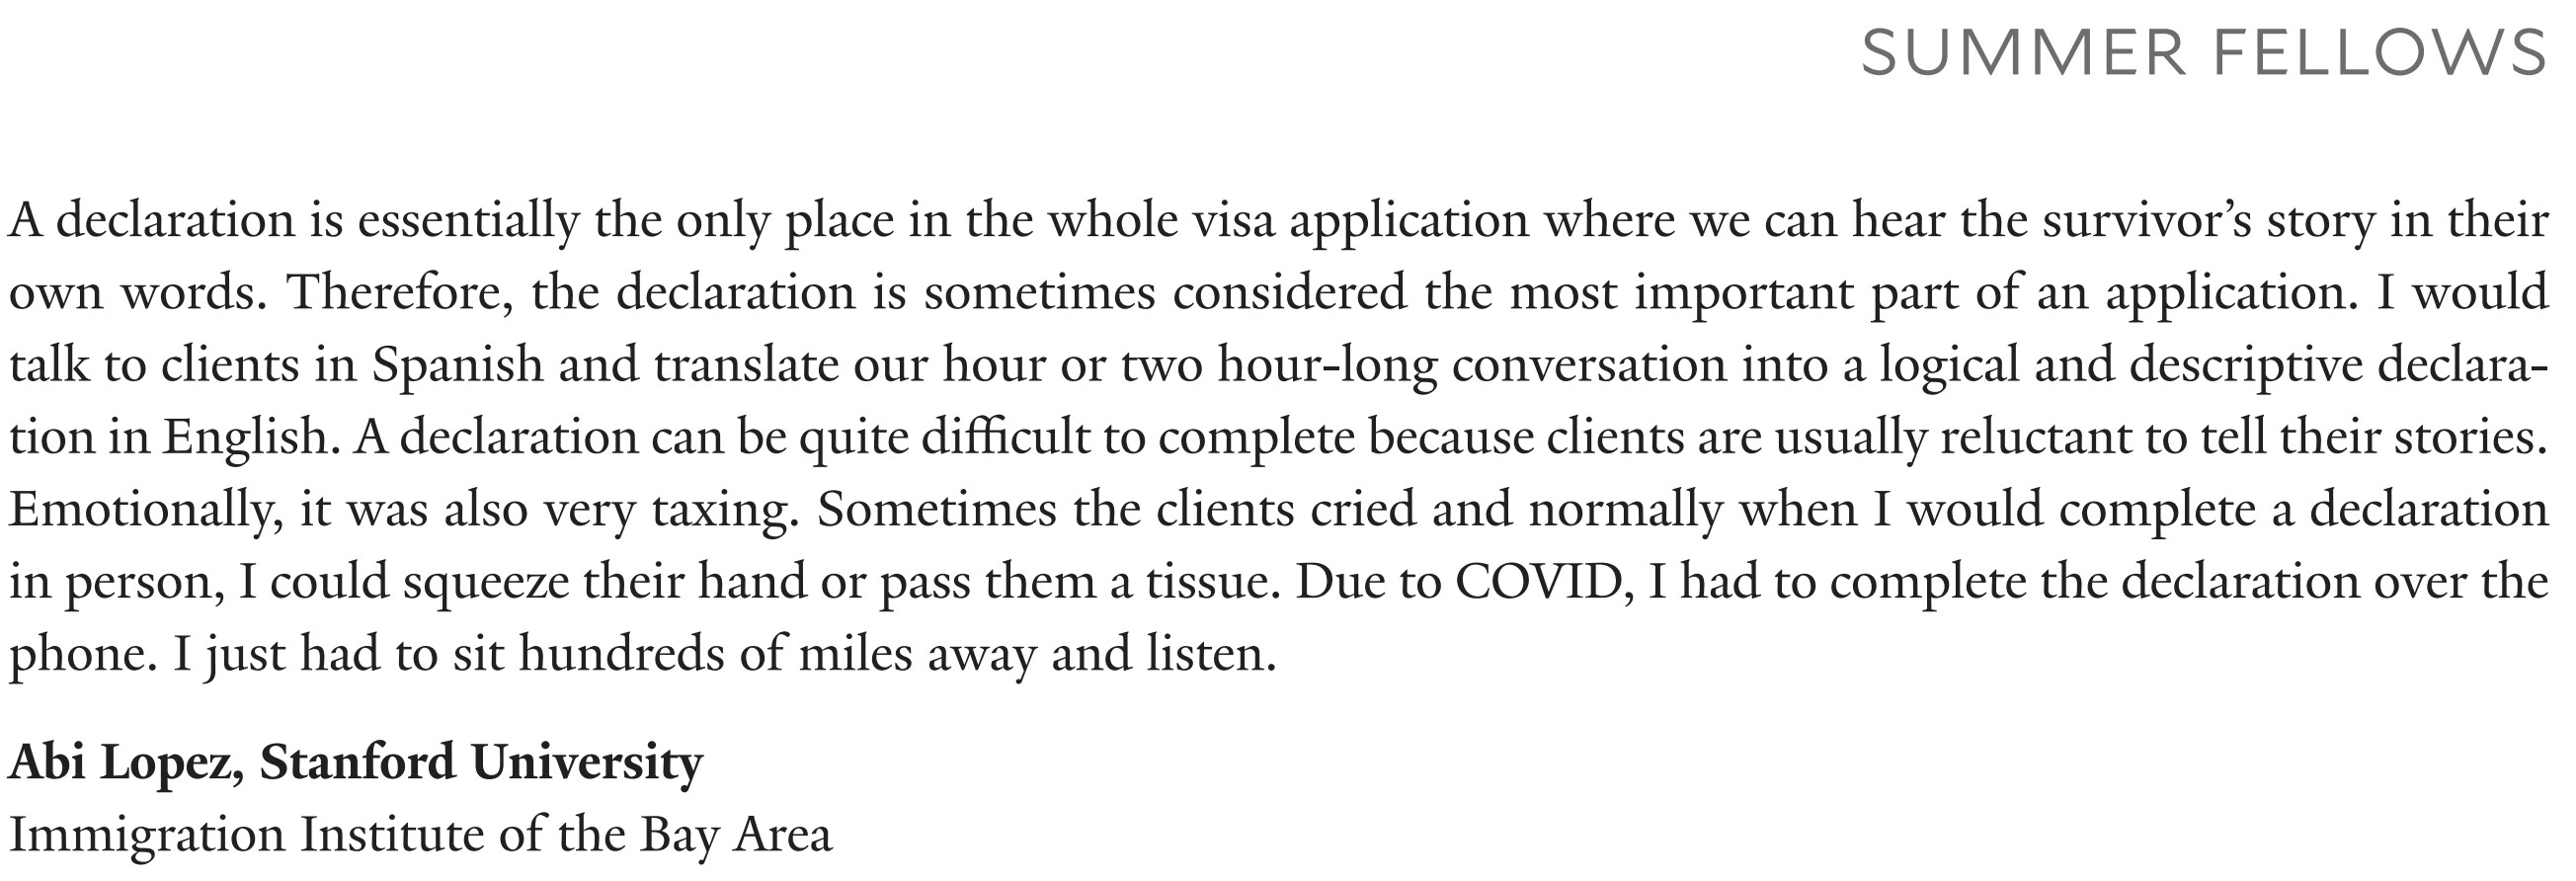 SUMMER FELLOWS
A declaration is essentially the only place in the whole visa application where we can hear the survivor’s story in their
own words. Therefore, the declaration is sometimes considered the most important part of an application. I would
talk to clients in Spanish and translate our hour or two hour-long conversation into a logical and descriptive declara-
tion in English. A declaration can be quite difficult to complete because clients are usually reluctant to tell their stories.
Emotionally, it was also very taxing. Sometimes the clients cried and normally when I would complete a declaration
in person, I could squeeze their hand or pass them a tissue. Due to COVID, I had to complete the declaration over the
phone. I just had to sit hundreds of miles away and listen.
Abi Lopez, Stanford University
Immigration Institute of the Bay Area